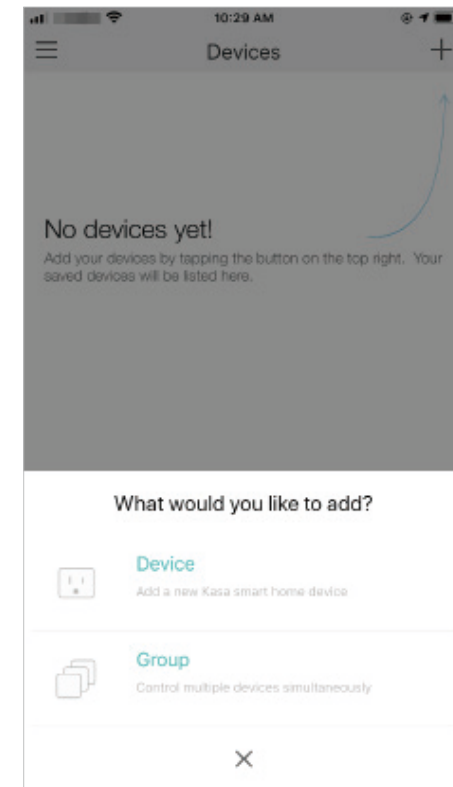 10:29 AM
Devices
No devices yet!
Add your devices by tapping the button on the top right. Your
saved devices will be listed here.
What would you like to add?
Device
Add a new Kasa smart home device
Group
Control multiple devices simultaneously